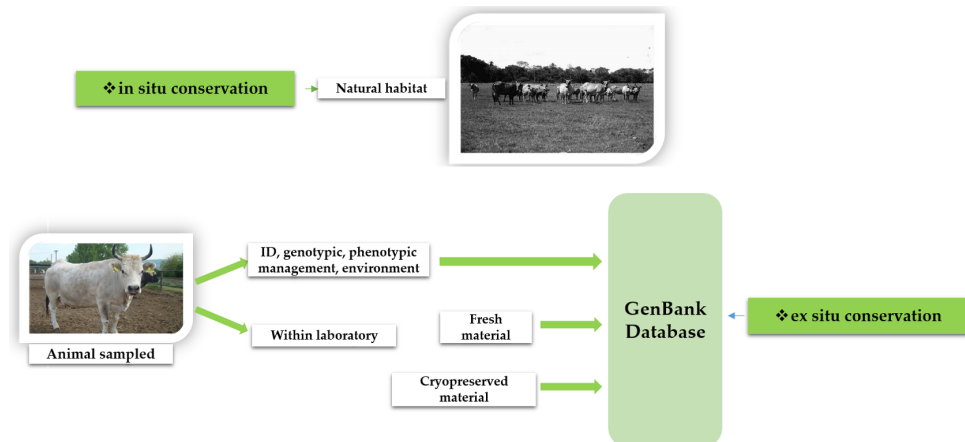 ❖in situ conservation
Natural habitat
ID, genotypic, phenotypic
management, environment
Animal sampled
Within laboratory
Fresh
material
Cryopreserved
material
GenBank
Database
❖ex situ conservation